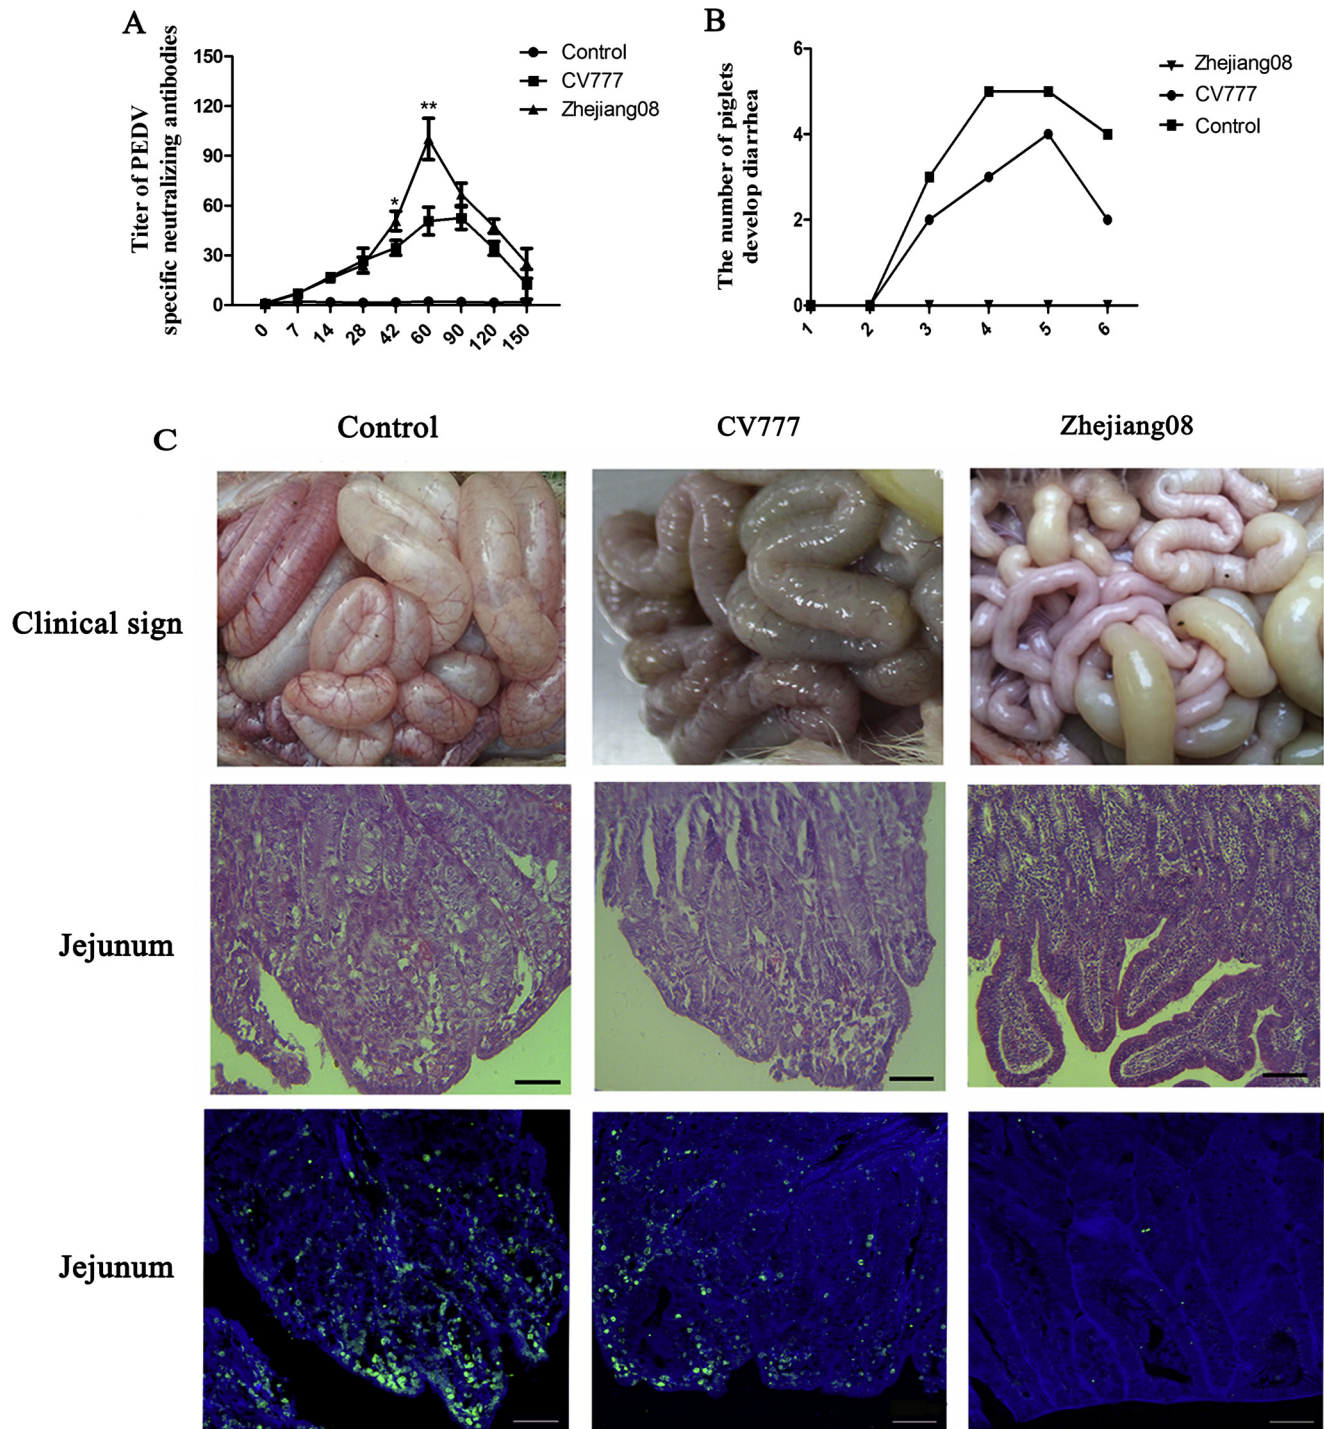 A
Titer of PEDV
specific neutralizing antibodies
150
120
90
60
30
0
0 7 14 28 42 60 90 120 150
*
**
Control
CV777
Zhejiang08
B
The number of piglets
develop diarrhea
6
4
2
0
1 2 3 4 5 6
Zhejiang08
CV777
Control
C
Control CV777 Zhejiang08
Clinical sign
Jejunum
Jejunum